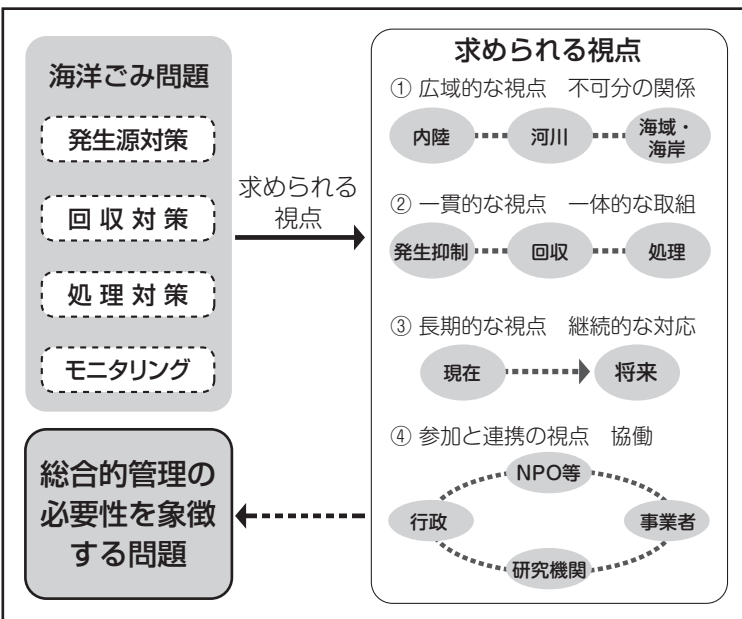 海洋ごみ問題
発生源対策
回収対策
処理対策
モニタリング
求められる
視点
総合的管理の
必要性を象徴
する問題
求められる視点
① 広域的な視点　不可分の関係
内陸
河川
海域・
海岸
② 一貫的な視点　一体的な取組
発生抑制
回収
処理
③ 長期的な視点　継続的な対応
現在
将来
④ 参加と連携の視点　協働
NPO等
行政
事業者
研究機関